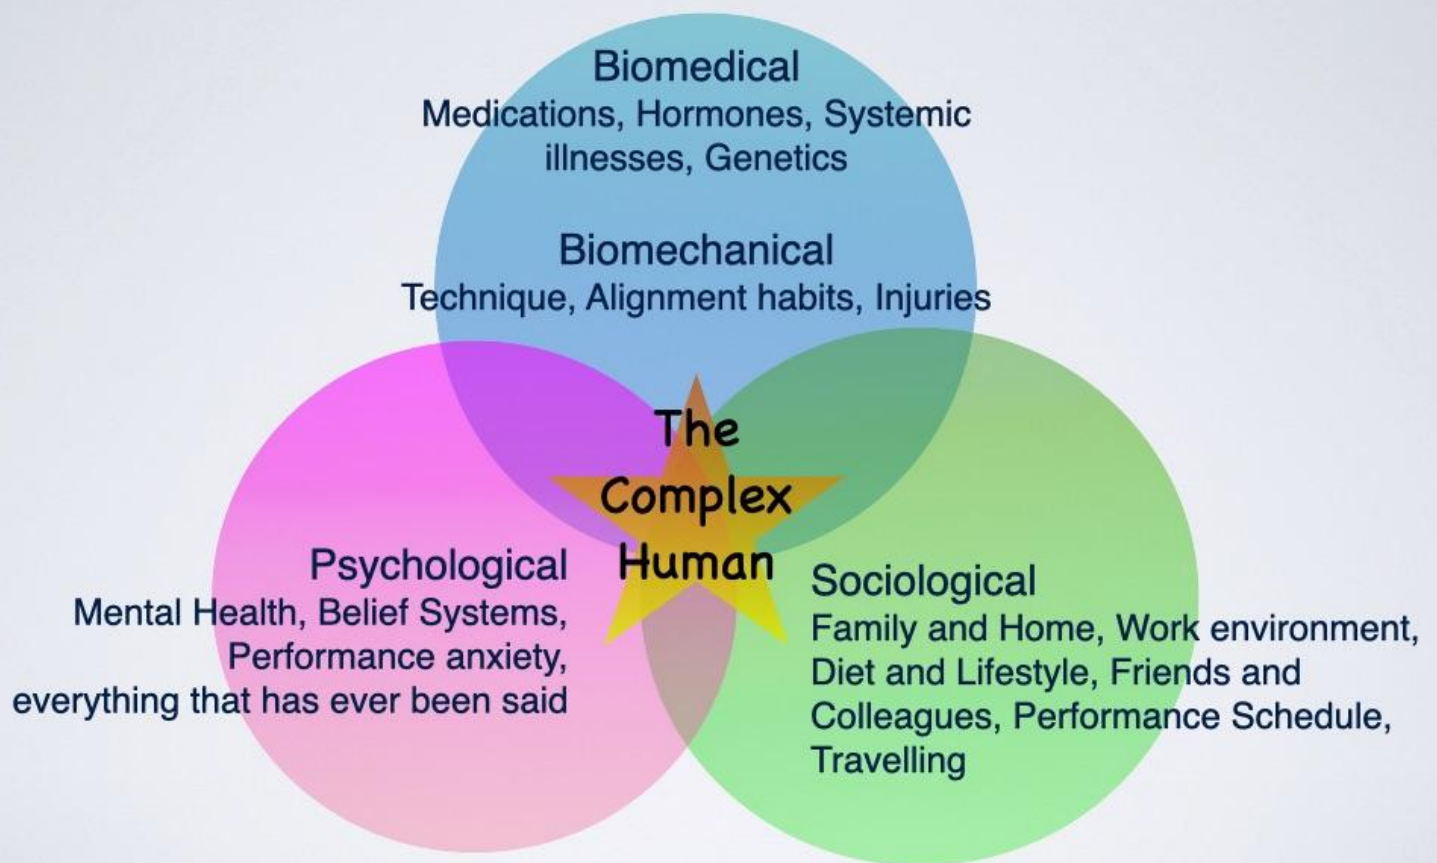 Biomedical
Medications, Hormones, Systemic
illnesses, Genetics
Biomechanical
Technique, Alignment habits, Injuries
The
Complex
Human
Psychological
Mental Health, Belief Systems,
Performance anxiety,
everything that has ever been said
Sociological
Family and Home, Work environment,
Diet and Lifestyle, Friends and
Colleagues, Performance Schedule,
Travelling